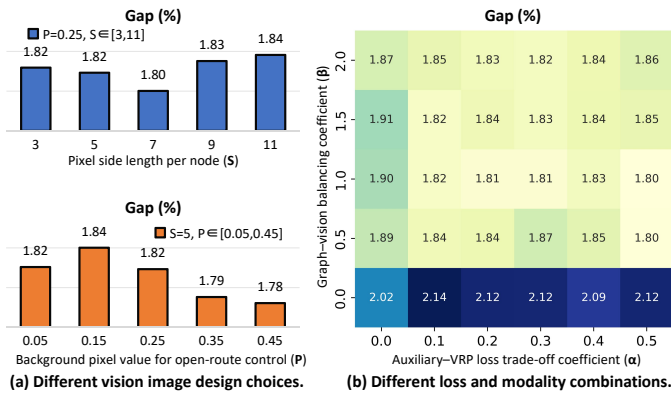 Gap (%)
P=0.25, S∈[3,11]
1.82 1.82 1.80 1.83 1.84
3 5 7 9 11
Pixel side length per node (S)
Gap (%)
S=5, P∈[0.05,0.45]
1.82 1.84 1.82 1.79 1.78
0.05 0.15 0.25 0.35 0.45
Background pixel value for open-route control (P)
(a) Different vision image design choices.
Gap (%)
Graph–vision balancing coefficient (β)
2.0 1.87 1.85 1.83 1.82 1.84 1.86
1.5 1.91 1.82 1.84 1.83 1.84 1.85
1.0 1.90 1.82 1.81 1.81 1.83 1.80
0.5 1.89 1.84 1.84 1.87 1.85 1.80
0.0 2.02 2.14 2.12 2.12 2.09 2.12
0.0 0.1 0.2 0.3 0.4 0.5
Auxiliary–VRP loss trade-off coefficient (α)
(b) Different loss and modality combinations.